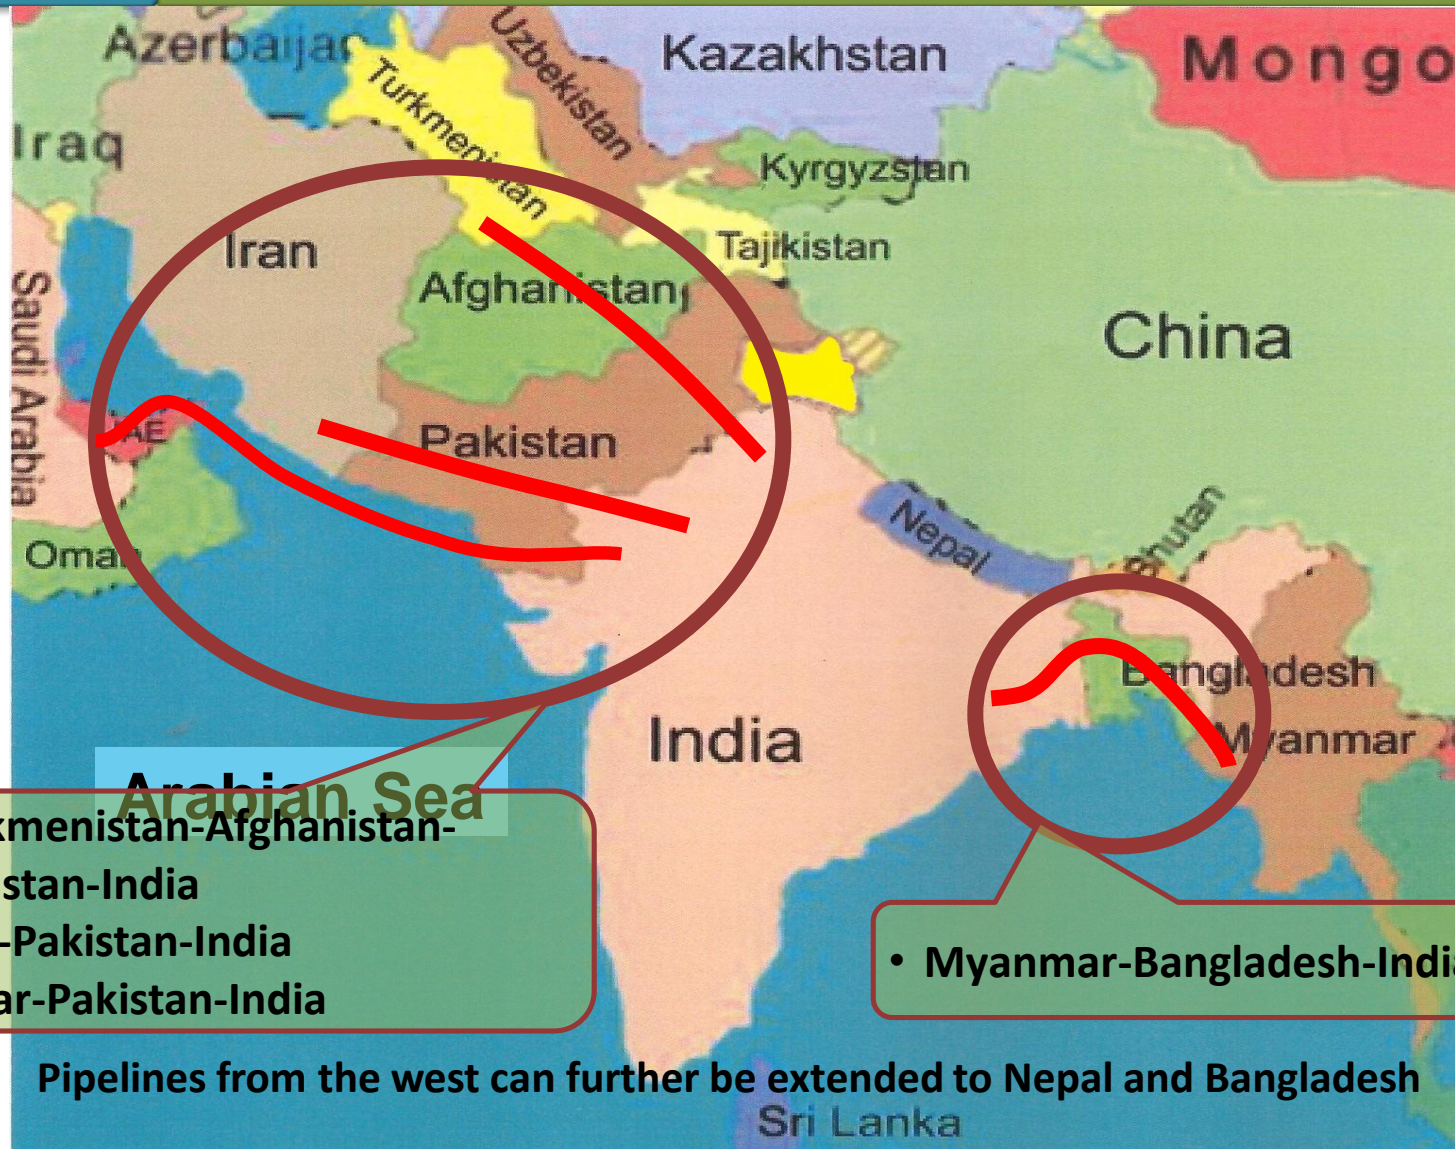 Azerbaijan
Uzbekistan
Kazakhstan
Mongo
Turkmenistan
Iraq
Kyrgyzstan
Iran
Tajikistan
Afghanistan
Saudi Arabia
China
UAE
Pakistan
Nepal
Bhutan
Oman
Bangladesh
India
Myanmar
Arabian Sea
kmenistan-Afghanistan-
stan-India
-Pakistan-India
ar-Pakistan-India
• Myanmar-Bangladesh-India
Pipelines from the west can further be extended to Nepal and Bangladesh
Sri Lanka